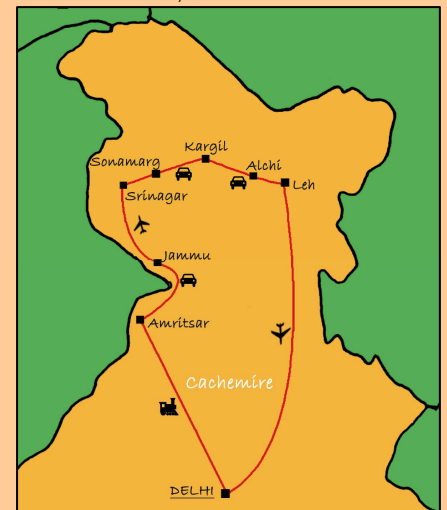 Kargil
Sonamarg
Alchi
Leh
Srinagar
Jammu
Amritsar
Cachemire
DELHI